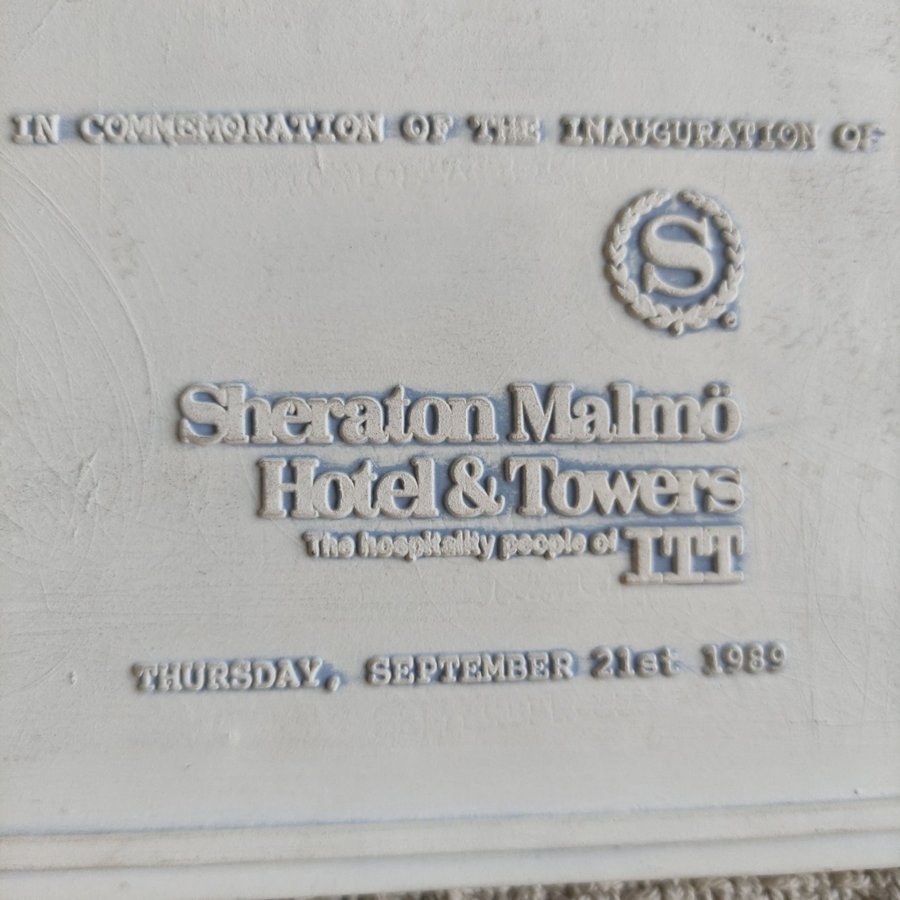 IN COMMEMORATION OF THE INAUGURATION OF
S
Sheraton Malmö
Hotel & Towers
The hospitality people of ITT
THURSDAY, SEPTEMBER 21st 1989